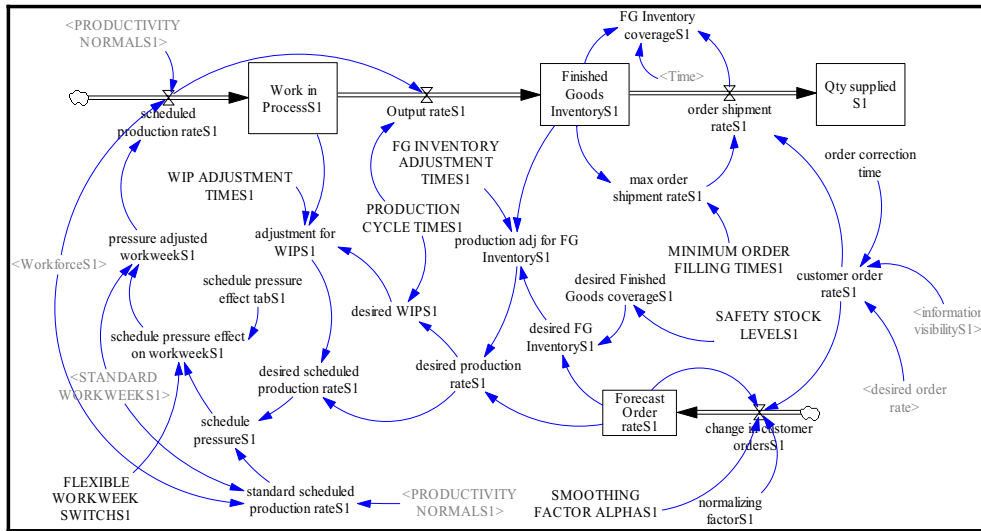 <PRODUCTIVITY
NORMALS1>
FG Inventory
coverageS1
<Time>
Work in
ProcessS1
Finished
Goods
InventoryS1
Qty supplied
S1
scheduled
production rateS1
Output rateS1
order shipment
rateS1
FG INVENTORY
ADJUSTMENT
TIMES1
order correction
time
WIP ADJUSTMENT
TIMES1
max order
shipment rateS1
PRODUCTION
CYCLE TIMES1
pressure adjusted
workweekS1
adjustment for
WIPS1
production adj for FG
InventoryS1
MINIMUM ORDER
FILLING TIMES1
<WorkforceS1>
customer order
rateS1
schedule pressure
effect tabS1
desired Finished
Goods coverageS1
desired WIPS1
SAFETY STOCK
LEVELS1
<information
visibilityS1>
schedule pressure effect
on workweekS1
desired FG
InventoryS1
<STANDARD
WORKWEEKS1>
desired scheduled
production rateS1
desired production
rateS1
<desired order
rate>
Forecast
Order
rateS1
change in customer
ordersS1
schedule
pressureS1
FLEXIBLE
WORKWEEK
SWITCHS1
standard scheduled
production rateS1
<PRODUCTIVITY
NORMALS1>
SMOOTHING
FACTOR ALPHAS1
normalizing
factorS1